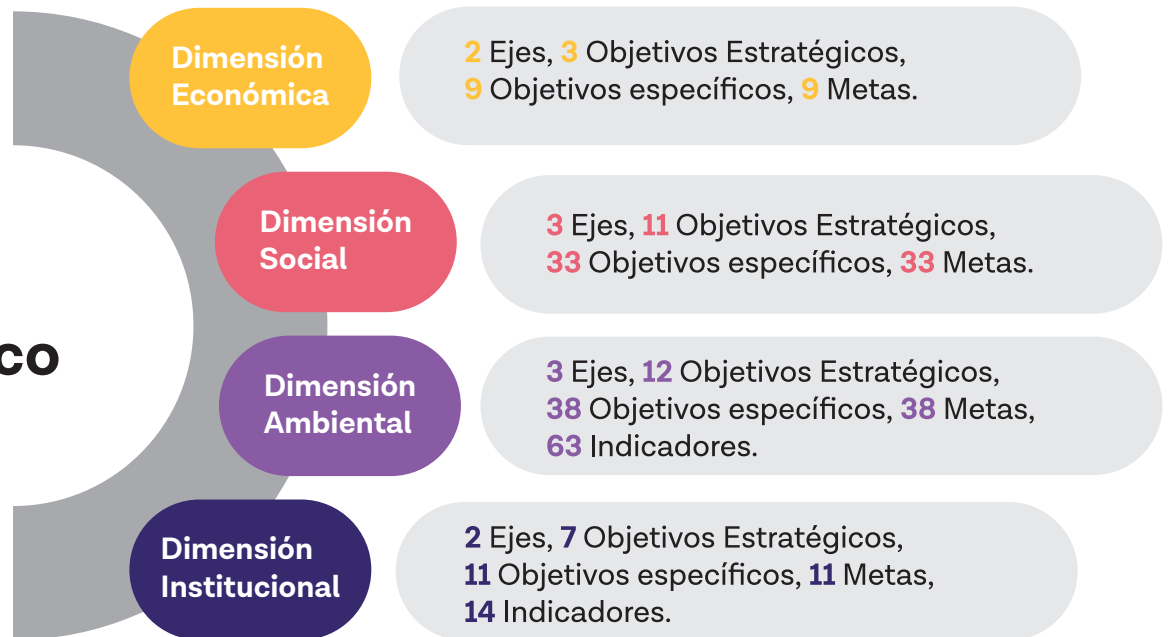 Dimensión
Económica
2 Ejes, 3 Objetivos Estratégicos,
9 Objetivos específicos, 9 Metas.
Dimensión
Social
3 Ejes, 11 Objetivos Estratégicos,
33 Objetivos específicos, 33 Metas.
co
Dimensión
Ambiental
3 Ejes, 12 Objetivos Estratégicos,
38 Objetivos específicos, 38 Metas,
63 Indicadores.
Dimensión
Institucional
2 Ejes, 7 Objetivos Estratégicos,
11 Objetivos específicos, 11 Metas,
14 Indicadores.